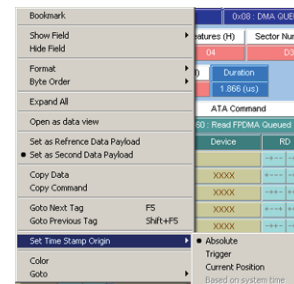 Bookmark
Show Field
Hide Field
Format
Byte Order
Expand All
Open as data view
Set as Refrence Data Payload
Set as Second Data Payload
Copy Data
Copy Command
Goto Next Tag F5
Goto Previous Tag Shift+F5
Set Time Stamp Origin
Color
Goto
Absolute
Trigger
Current Position
Based on system time
0x08 : DMA QUE
atures (H) Sector Nu
04 D3
Duration
1.866 (us)
ATA Command
60 : Read FPDMA Queued
Device RD
XXXX
XXXX
XXXX
XXXX